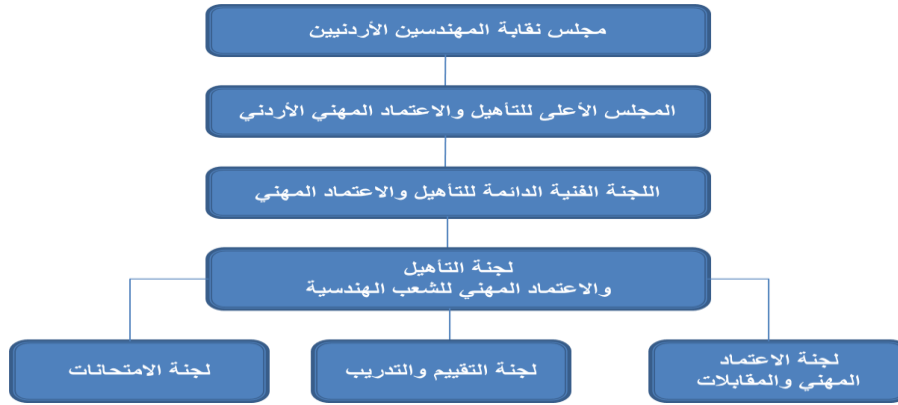 مجلس نقابة المهندسين الأردنيين
المجلس الأعلى للتأهيل والاعتماد المهني الأردني
اللجنة الفنية الدائمة للتأهيل والاعتماد المهني
لجنة التأهيل
والاعتماد المهني للشعب الهندسية
لجنة الاعتماد
المهني والمقابلات
لجنة التقييم والتدريب
لجنة الامتحانات